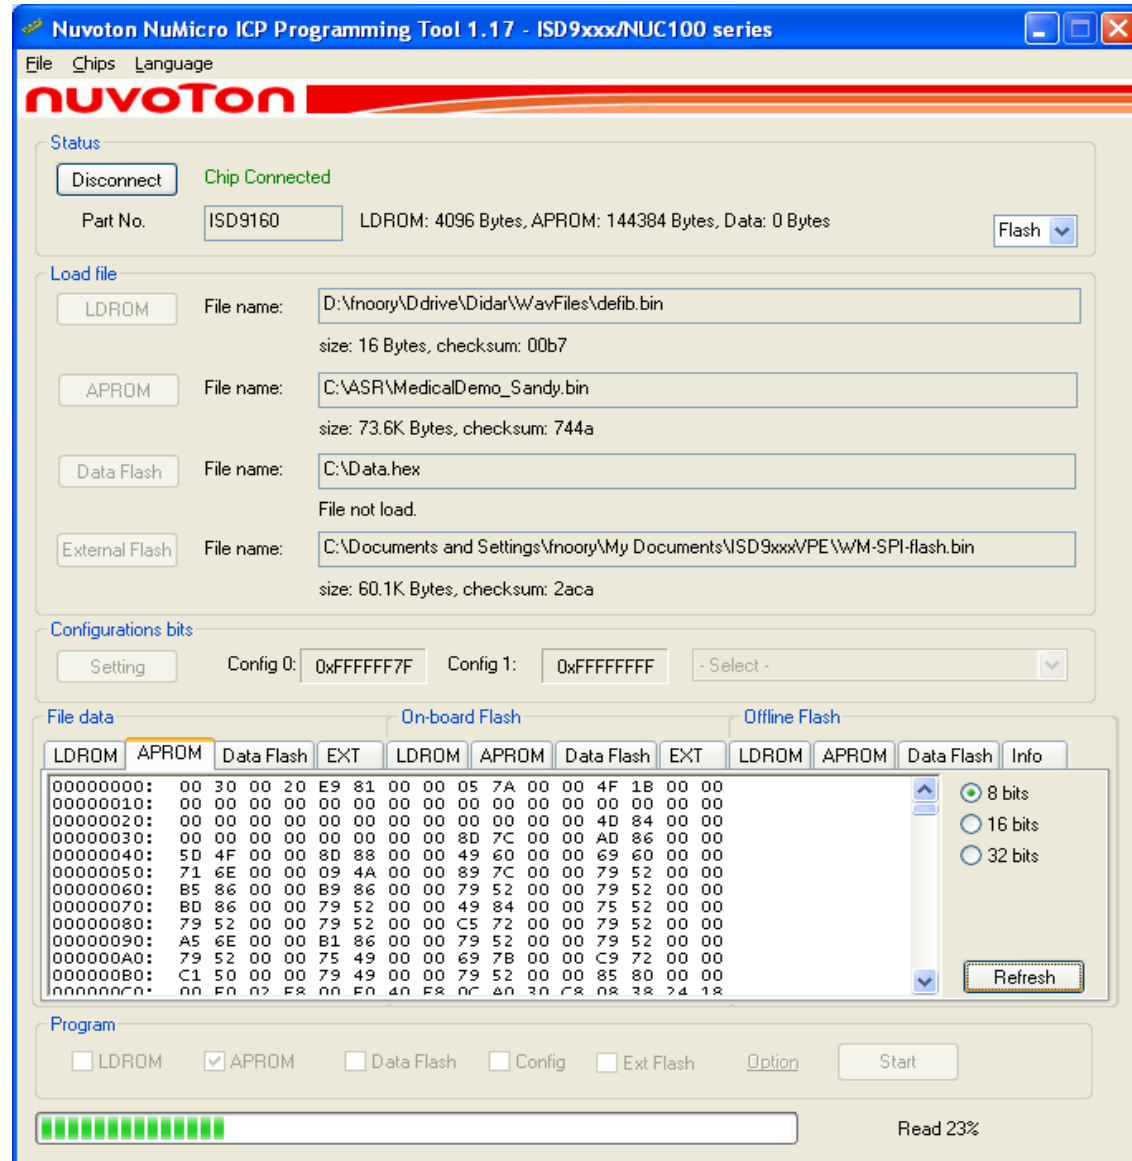 Nuvoton NuMicro ICP Programming Tool 1.17 - ISD9xxx/NUC100 series
File Chips Language
nuvoTon
Status
Disconnect Chip Connected
Part No. ISD9160 LDROM: 4096 Bytes, APROM: 144384 Bytes, Data: 0 Bytes Flash
Load file
LDROM File name: D:\fnoory\Ddrive\Didar\WavFiles\defib.bin
size: 16 Bytes, checksum: 00b7
APROM File name: C:\ASR\MedicalDemo_Sandy.bin
size: 73.6K Bytes, checksum: 744a
Data Flash File name: C:\Data.hex
File not load.
External Flash File name: C:\Documents and Settings\fnoory\My Documents\ISD9xxxVPE\WM-SPI-flash.bin
size: 60.1K Bytes, checksum: 2aca
Configurations bits
Setting Config 0: 0xFFFFFF7F Config 1: 0xFFFFFFFF - Select -
File data On-board Flash Offline Flash
LDROM APROM Data Flash EXT LDROM APROM Data Flash EXT LDROM APROM Data Flash Info
00000000: 00 30 00 20 E9 81 00 00 05 7A 00 00 4F 1B 00 00
00000010: 00 00 00 00 00 00 00 00 00 00 00 00 00 00 00 00
00000020: 00 00 00 00 00 00 00 00 00 00 00 00 4D 84 00 00
00000030: 00 00 00 00 00 00 00 00 8D 7C 00 00 AD 86 00 00
00000040: 5D 4F 00 00 8D 88 00 00 49 60 00 00 69 60 00 00
00000050: 71 6E 00 00 09 4A 00 00 89 7C 00 00 79 52 00 00
00000060: B5 86 00 00 B9 86 00 00 79 52 00 00 79 52 00 00
00000070: BD 86 00 00 79 52 00 00 49 84 00 00 75 52 00 00
00000080: 79 52 00 00 79 52 00 00 C5 72 00 00 79 52 00 00
00000090: A5 6E 00 00 B1 86 00 00 79 52 00 00 79 52 00 00
000000A0: 79 52 00 00 75 49 00 00 69 7B 00 00 C9 72 00 00
000000B0: C1 50 00 00 79 49 00 00 79 52 00 00 85 80 00 00
000000C0: 00 F0 02 F8 00 F0 40 F8 0C A0 30 C8 08 38 24 18
8 bits
16 bits
32 bits
Refresh
Program
LDROM APROM Data Flash Config Ext Flash Option Start
Read 23%